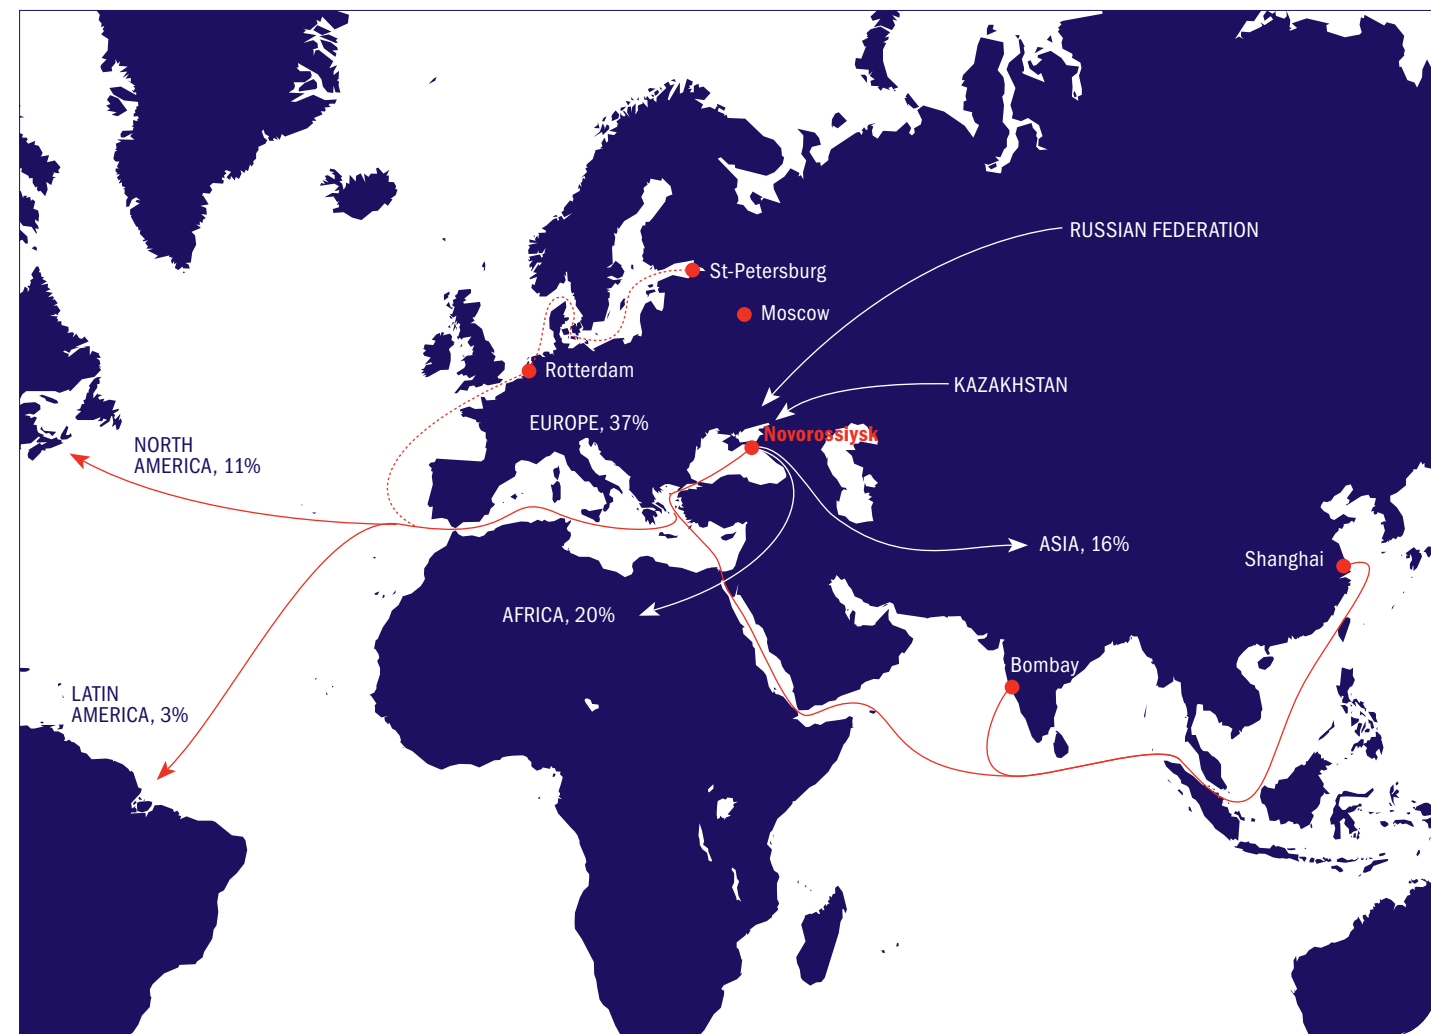 RUSSIAN FEDERATION
St-Petersburg
Moscow
Rotterdam
KAZAKHSTAN
EUROPE, 37%
Novorossiysk
NORTH
AMERICA, 11%
ASIA, 16%
Shanghai
AFRICA, 20%
Bombay
LATIN
AMERICA, 3%